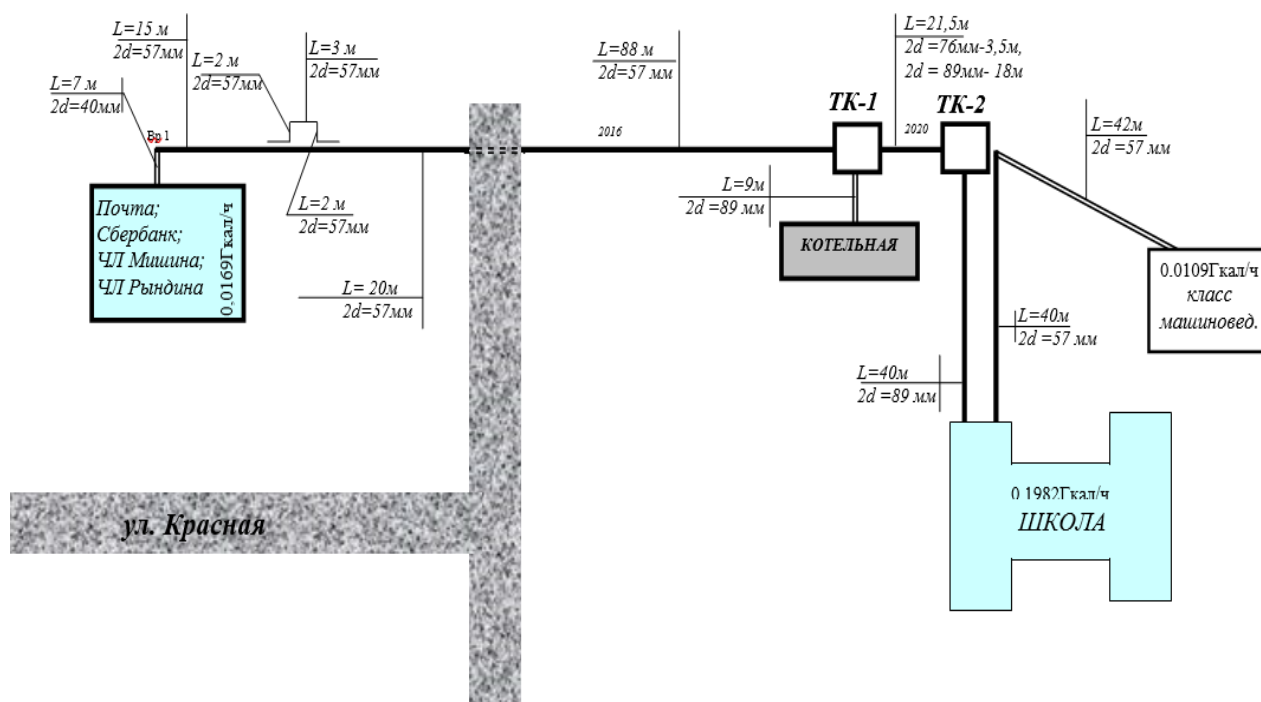 L=15 м
2d=57мм
L=2 м
2d=57мм
L=3 м
2d=57мм
L=88 м
2d=57 мм
L=21,5м
2d =76мм-3,5м,
2d = 89мм- 18м
L=7 м
2d=40мм
ТК-1
ТК-2
Вр 1
2016
2020
L=42м
2d =57 мм
L=9м
2d=89 мм
L=2 м
2d=57мм
Почта;
Сбербанк;
ЧЛ Мишина;
ЧЛ Рындина
0,0169Гкал/ч
КОТЕЛЬНАЯ
0.0109Гкал/ч
класс
машиновед.
L= 20м
2d=57мм
L=40м
2d =57 мм
L=40м
2d =89 мм
0.1982Гкал/ч
ШКОЛА
ул. Красная